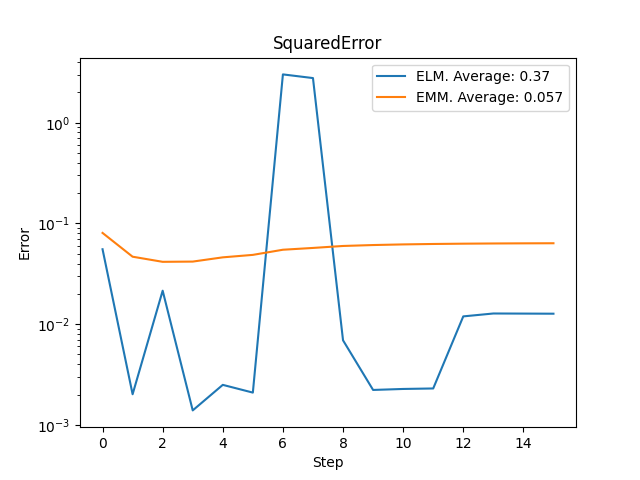 SquaredError
ELM. Average: 0.37
EMM. Average: 0.057
Error
10⁰
10⁻¹
10⁻²
10⁻³
0 2 4 6 8 10 12 14
Step